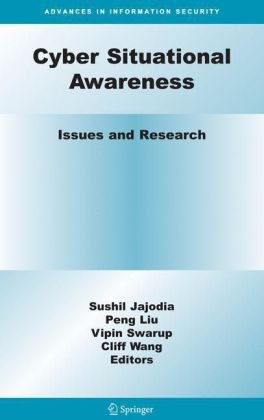 ADVANCES IN INFORMATION SECURITY
Cyber Situational
Awareness
Issues and Research
Sushil Jajodia
Peng Liu
Vipin Swarup
Cliff Wang
Editors
Springer